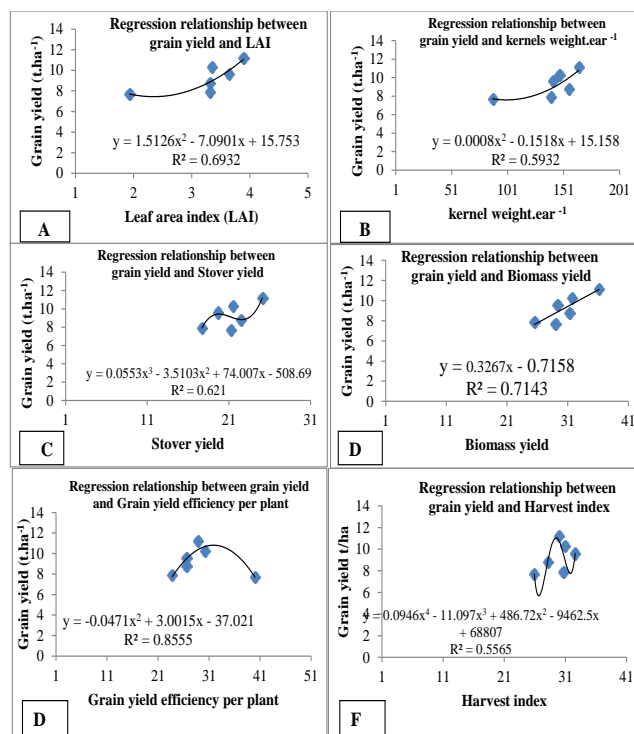 Regression relationship between
grain yield and LAI
Grain yield (t.ha⁻¹)
14
12
10
8
6
4
2
0
y = 1.5126x² - 7.0901x + 15.753
R² = 0.6932
1 2 3 4 5
Leaf area index (LAI)
A
Regression relationship between
grain yield and kernels weight.ear ⁻¹
Grain yield (t.ha⁻¹)
14
12
10
8
6
4
2
0
y = 0.0008x² - 0.1518x + 15.158
R² = 0.5932
1 51 101 151 201
kernel weight.ear ⁻¹
B
Regression relationship between
grain yield and Stover yield
Grain yield (t.ha⁻¹)
14
12
10
8
6
4
2
0
y = 0.0553x³ - 3.5103x² + 74.007x - 508.69
R² = 0.621
1 11 21 31
Stover yield
C
Regression relationship between
grain yield and Biomass yield
Grain yield (t.ha⁻¹)
14
12
10
8
6
4
2
0
y = 0.3267x - 0.7158
R² = 0.7143
1 11 21 31 41
Biomass yield
D
Regression relationship between grain yield
and Grain yield efficiency per plant
Grain yield (t.ha⁻¹)
14
12
10
8
6
4
2
0
y = -0.0471x² + 3.0015x - 37.021
R² = 0.8555
1 11 21 31 41 51
Grain yield efficiency per plant
D
Regression relationship between
grain yield and Harvest index
Grain yield t/ha
14
12
10
8
6
4
2
0
y = 0.0946x⁴ - 11.097x³ + 486.72x² - 9462.5x
+ 68807
R² = 0.5565
1 11 21 31 41
Harvest index
F